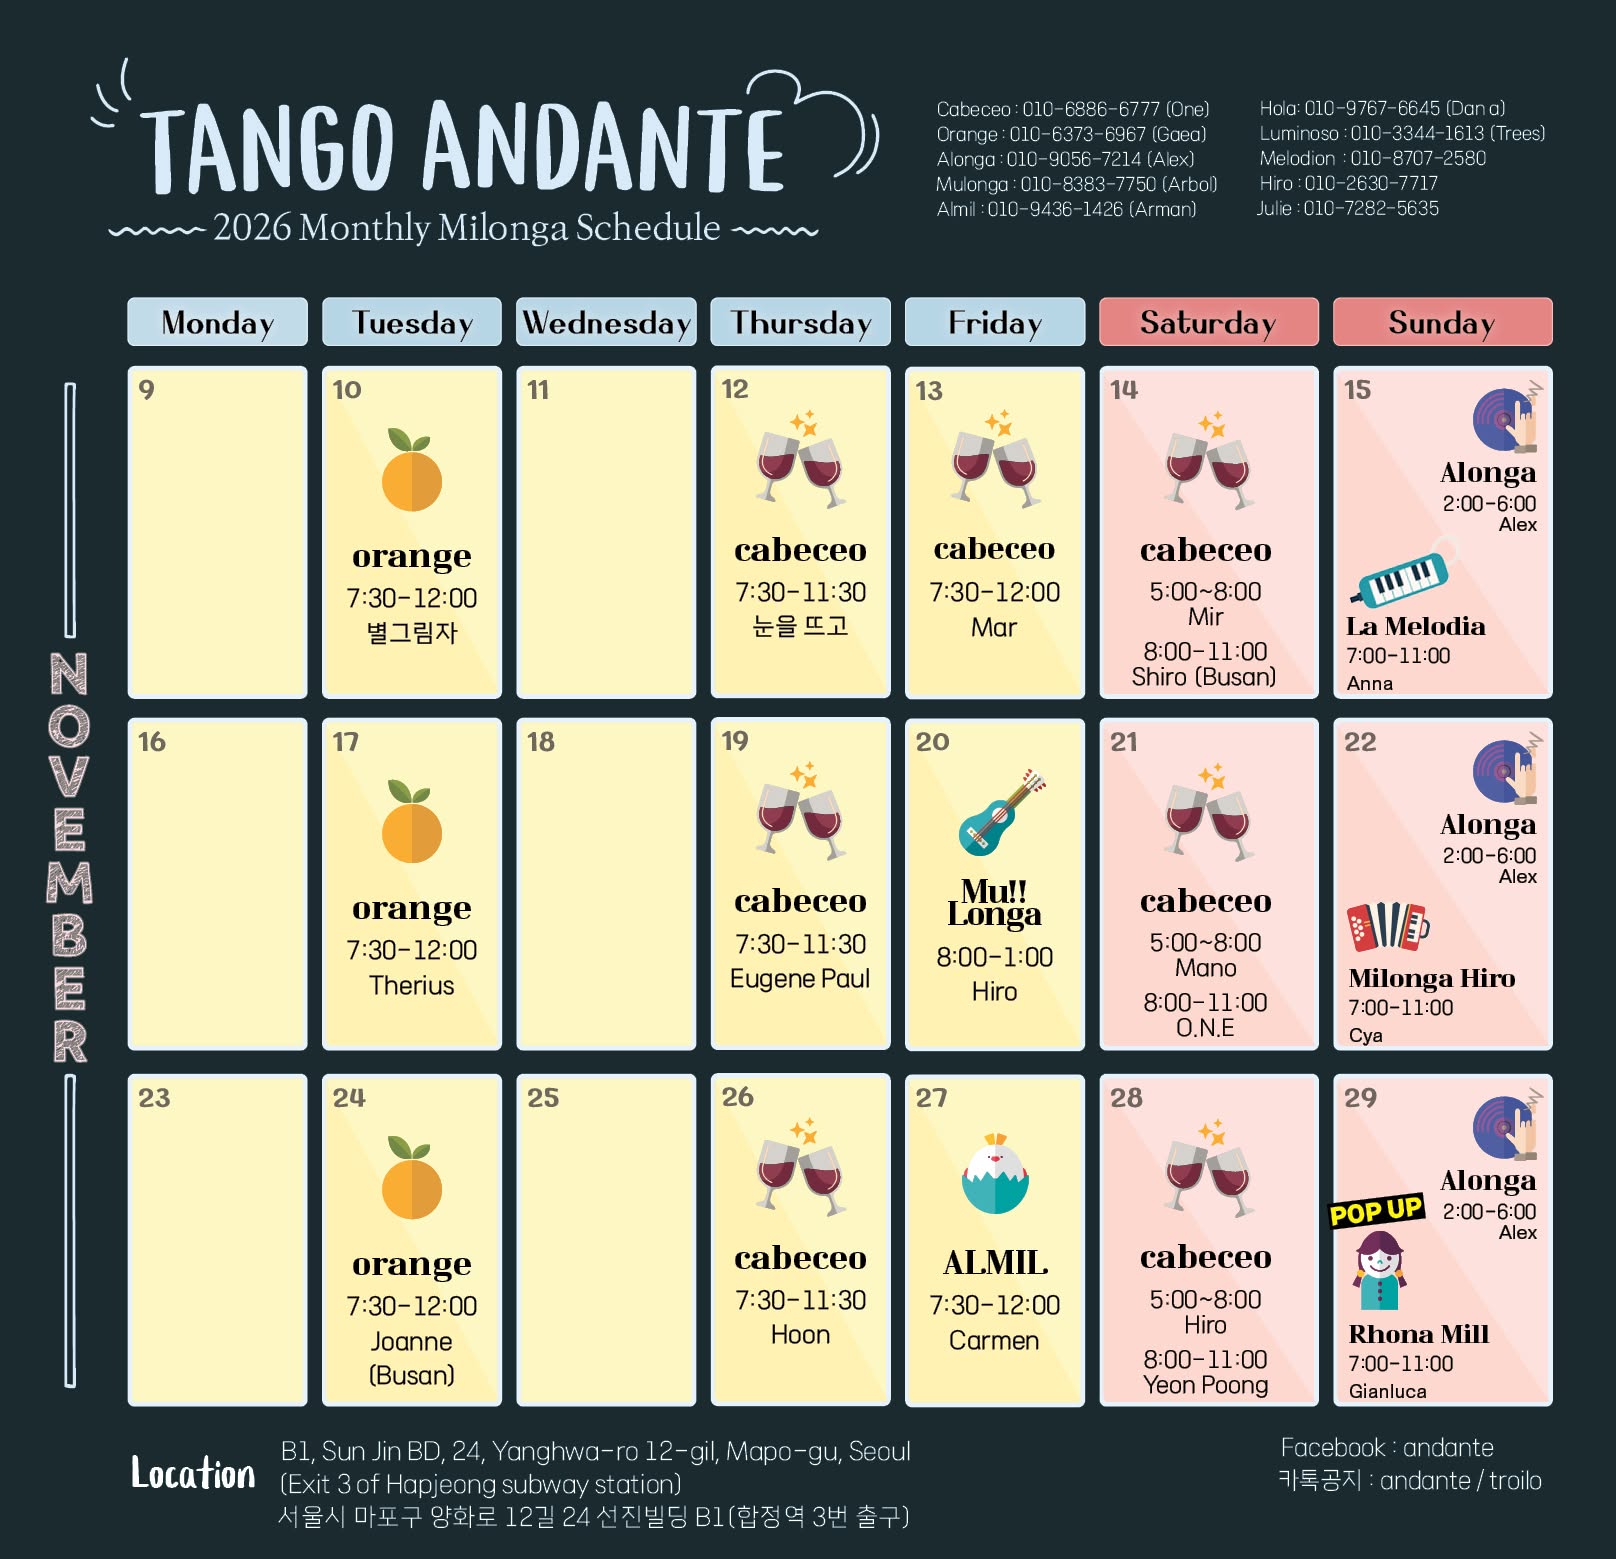 TANGO ANDANTE
2026 Monthly Milonga Schedule
Cabeceo : 010-6886-6777 (One)
Orange : 010-6373-6967 (Gaea)
Alonga : 010-9056-7214 (Alex)
Mulonga : 010-8383-7750 (Arbol)
Almil : 010-9436-1426 (Arman)
Hola: 010-9767-6645 (Dan a)
Luminoso : 010-3344-1613 (Trees)
Melodion : 010-8707-2580
Hiro : 010-2630-7717
Julie : 010-7282-5635
Monday
Tuesday
Wednesday
Thursday
Friday
Saturday
Sunday
NOVEMBER
9
10
orange
7:30-12:00
별그림자
11
12
cabeceo
7:30-11:30
눈을 뜨고
13
cabeceo
7:30-12:00
Mar
14
cabeceo
5:00~8:00
Mir
8:00-11:00
Shiro (Busan)
15
Alonga
2:00-6:00
Alex
La Melodia
7:00-11:00
Anna
16
17
orange
7:30-12:00
Therius
18
19
cabeceo
7:30-11:30
Eugene Paul
20
Mu!!
Longa
8:00-1:00
Hiro
21
cabeceo
5:00~8:00
Mano
8:00-11:00
O.N.E
22
Alonga
2:00-6:00
Alex
Milonga Hiro
7:00-11:00
Cya
23
24
orange
7:30-12:00
Joanne
(Busan)
25
26
cabeceo
7:30-11:30
Hoon
27
ALMIL
7:30-12:00
Carmen
28
cabeceo
5:00~8:00
Hiro
8:00-11:00
Yeon Poong
29
Alonga
2:00-6:00
Alex
POP UP
Rhona Mill
7:00-11:00
Gianluca
Location
B1, Sun Jin BD, 24, Yanghwa-ro 12-gil, Mapo-gu, Seoul
(Exit 3 of Hapjeong subway station)
서울시 마포구 양화로 12길 24 선진빌딩 B1(합정역 3번 출구)
Facebook : andante
카톡공지 : andante / troilo